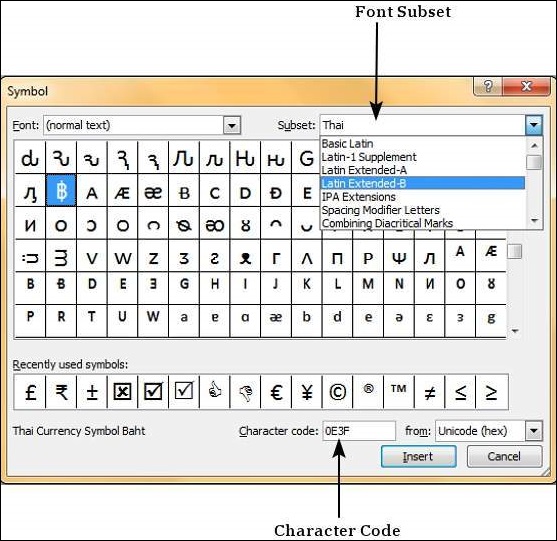 Font Subset
Symbol
Font: (normal text) Subset: Thai
Basic Latin
Latin-1 Supplement
Latin Extended-A
Latin Extended-B
IPA Extensions
Spacing Modifier Letters
Combining Diacritical Marks
G
฿ A Æ B C D E
И O
V W Z Г Λ П Р Ψ Л A Æ
B D E G H I J K L M N И O
P R T U W a b d e ə ɛ ɜ g
Recently used symbols:
£ ₹ ± ☒ ☑ ☑ 👍 👎 € ¥ © ® ™ ≠ ≤ ≥
Thai Currency Symbol Baht Character code: 0E3F from: Unicode (hex)
Insert Cancel
Character Code